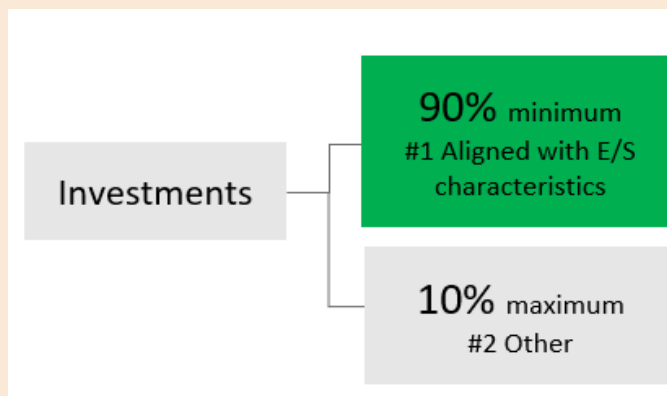 Investments
90% minimum
#1 Aligned with E/S
characteristics
10% maximum
#2 Other